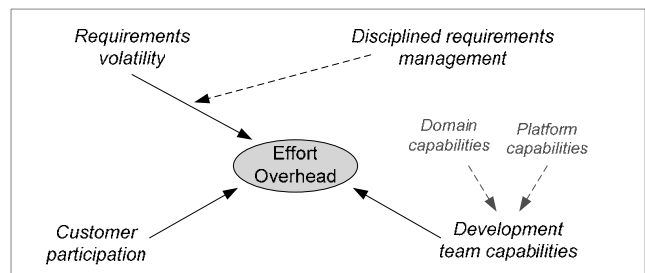 Requirements
volatility
Disciplined requirements
management
Domain
capabilities
Platform
capabilities
Effort
Overhead
Customer
participation
Development
team capabilities